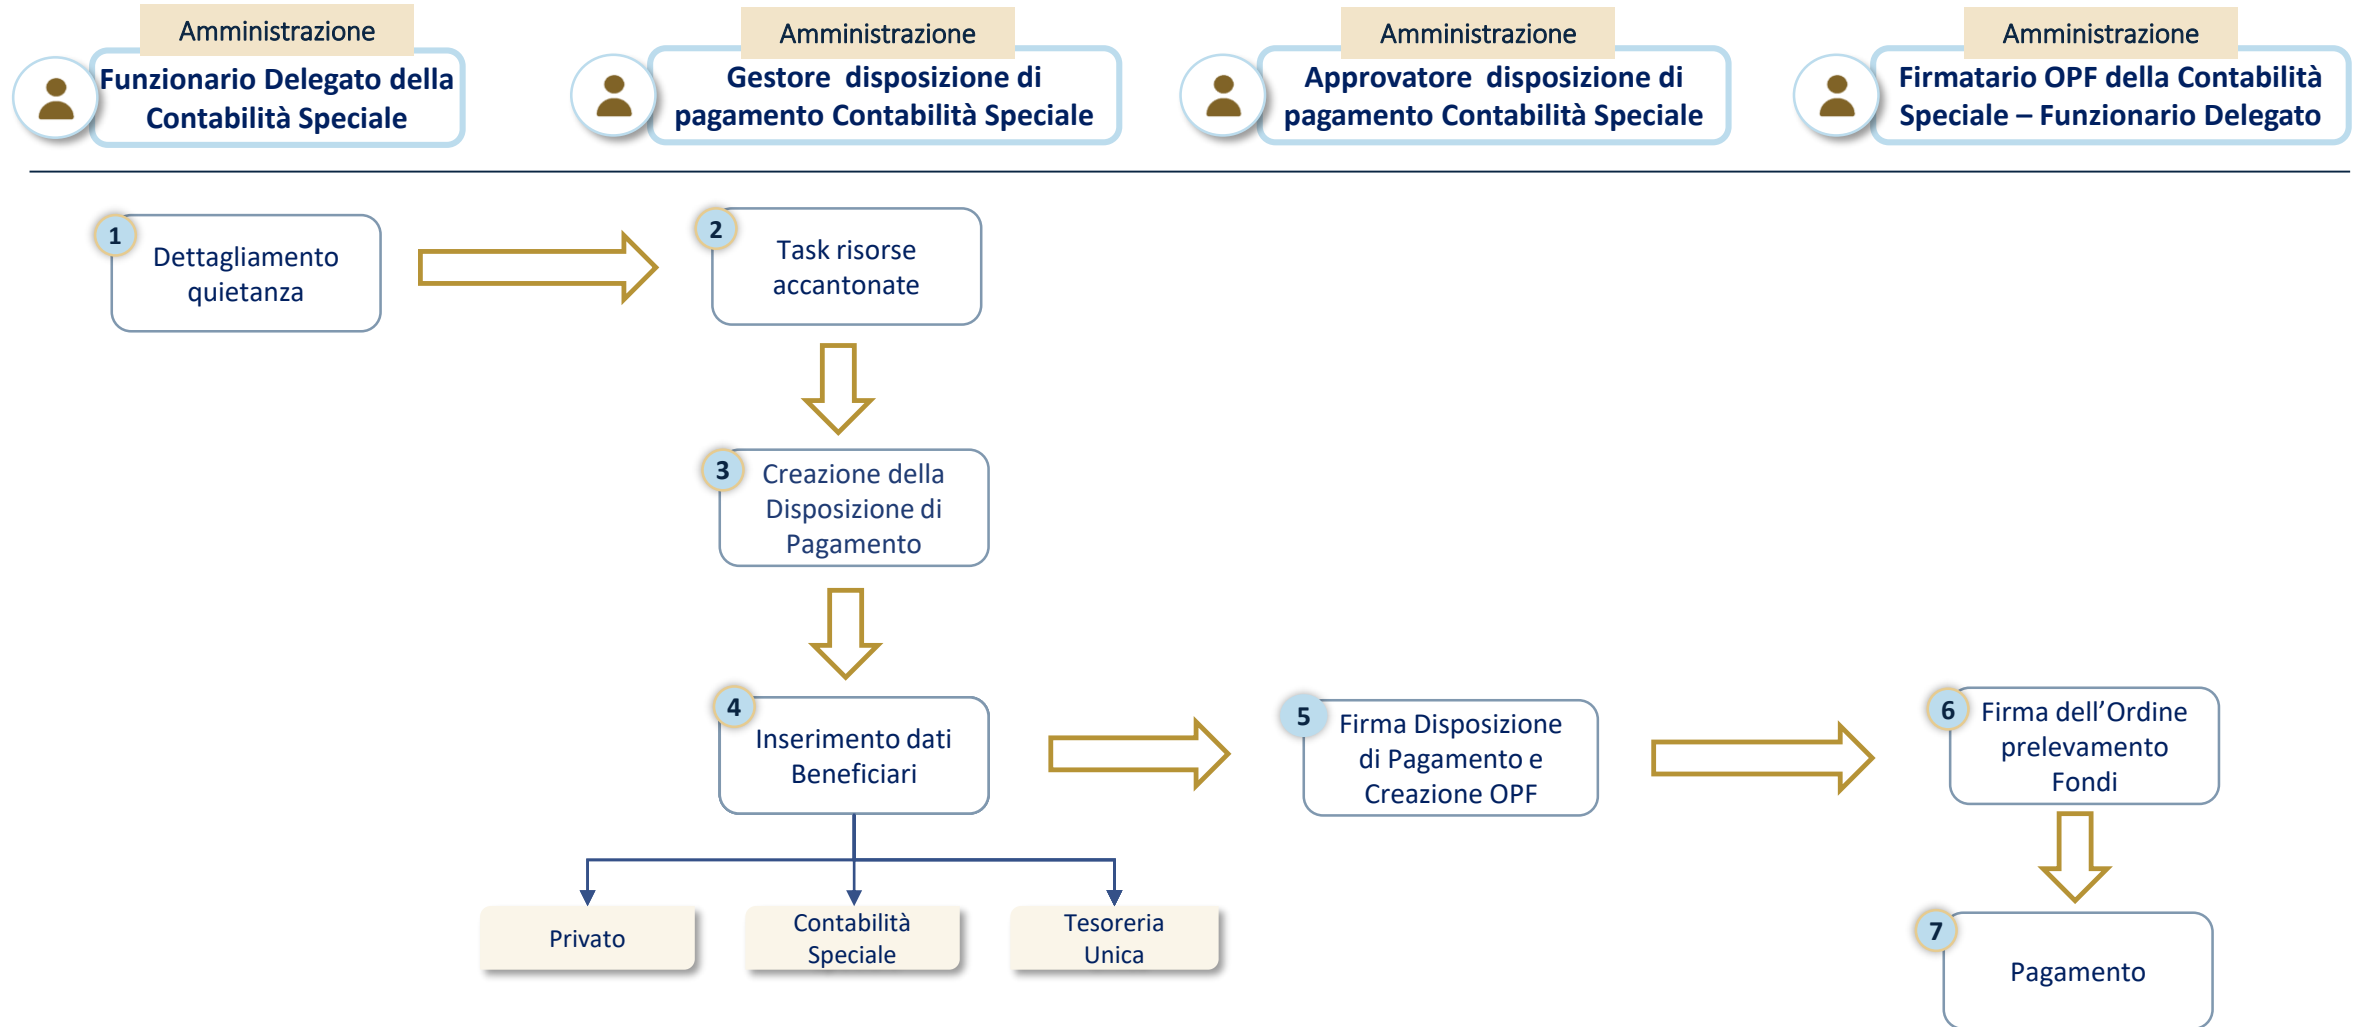 Amministrazione
Funzionario Delegato della
Contabilità Speciale
Amministrazione
Gestore disposizione di
pagamento Contabilità Speciale
Amministrazione
Approvatore disposizione di
pagamento Contabilità Speciale
Amministrazione
Firmatario OPF della Contabilità
Speciale – Funzionario Delegato
1
Dettagliamento
quietanza
2
Task risorse
accantonate
3
Creazione della
Disposizione di
Pagamento
4
Inserimento dati
Beneficiari
Privato
Contabilità
Speciale
Tesoreria
Unica
5
Firma Disposizione
di Pagamento e
Creazione OPF
6
Firma dell’Ordine
prelevamento
Fondi
7
Pagamento